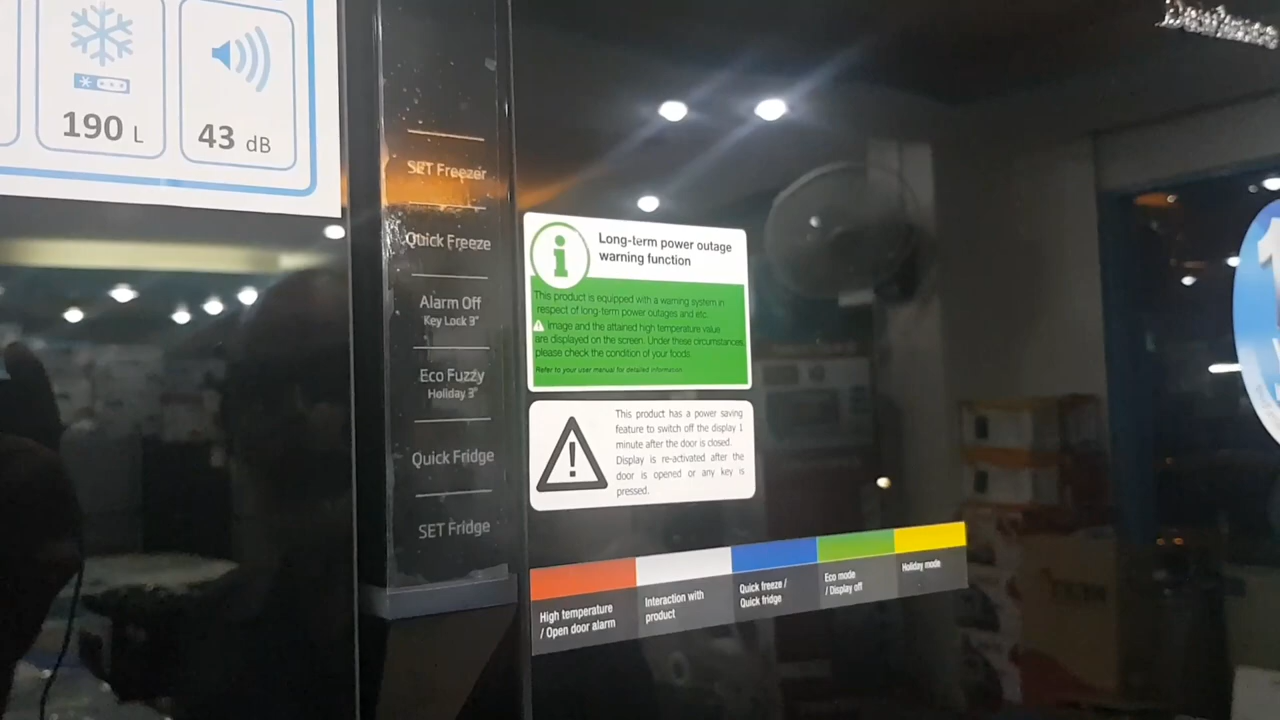 190 L
43 dB
SET Freezer
Quick Freeze
Alarm Off
Key Lock 3"
Eco Fuzzy
Holiday 3"
Quick Fridge
SET Fridge
Long-term power outage
warning function
This product is equipped with a warning system in
respect of long-term power outages and etc.
Image and the attained high temperature value
are displayed on the screen. Under these circumstances,
please check the condition of your foods.
Refer to your user manual for detailed information.
This product has a power saving
feature to switch off the display 1
minute after the door is closed.
Display is re-activated after the
door is opened or any key is
pressed.
High temperature
/ Open door alarm
Interaction with
product
Quick freeze /
Quick fridge
Eco mode
/ Display off
Holiday mode